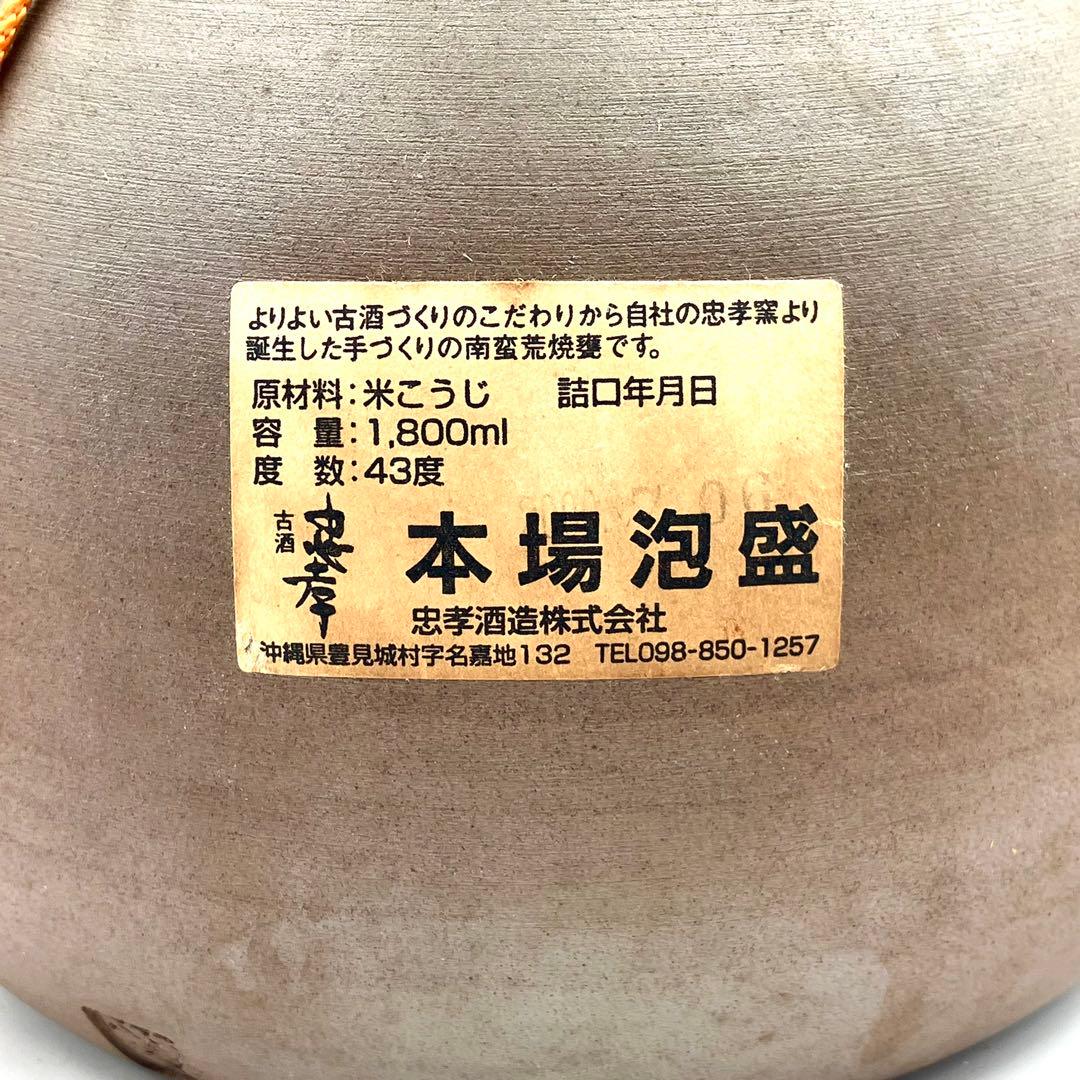 よりよい古酒づくりのこだわりから自社の忠孝窯より
誕生した手づくりの南蛮荒焼甕です。
原材料：米こうじ　詰口年月日
容　量：1,800ml
度　数：43度
古酒 忠孝 本場泡盛
忠孝酒造株式会社
沖縄県豊見城村字名嘉地132　TEL098-850-1257